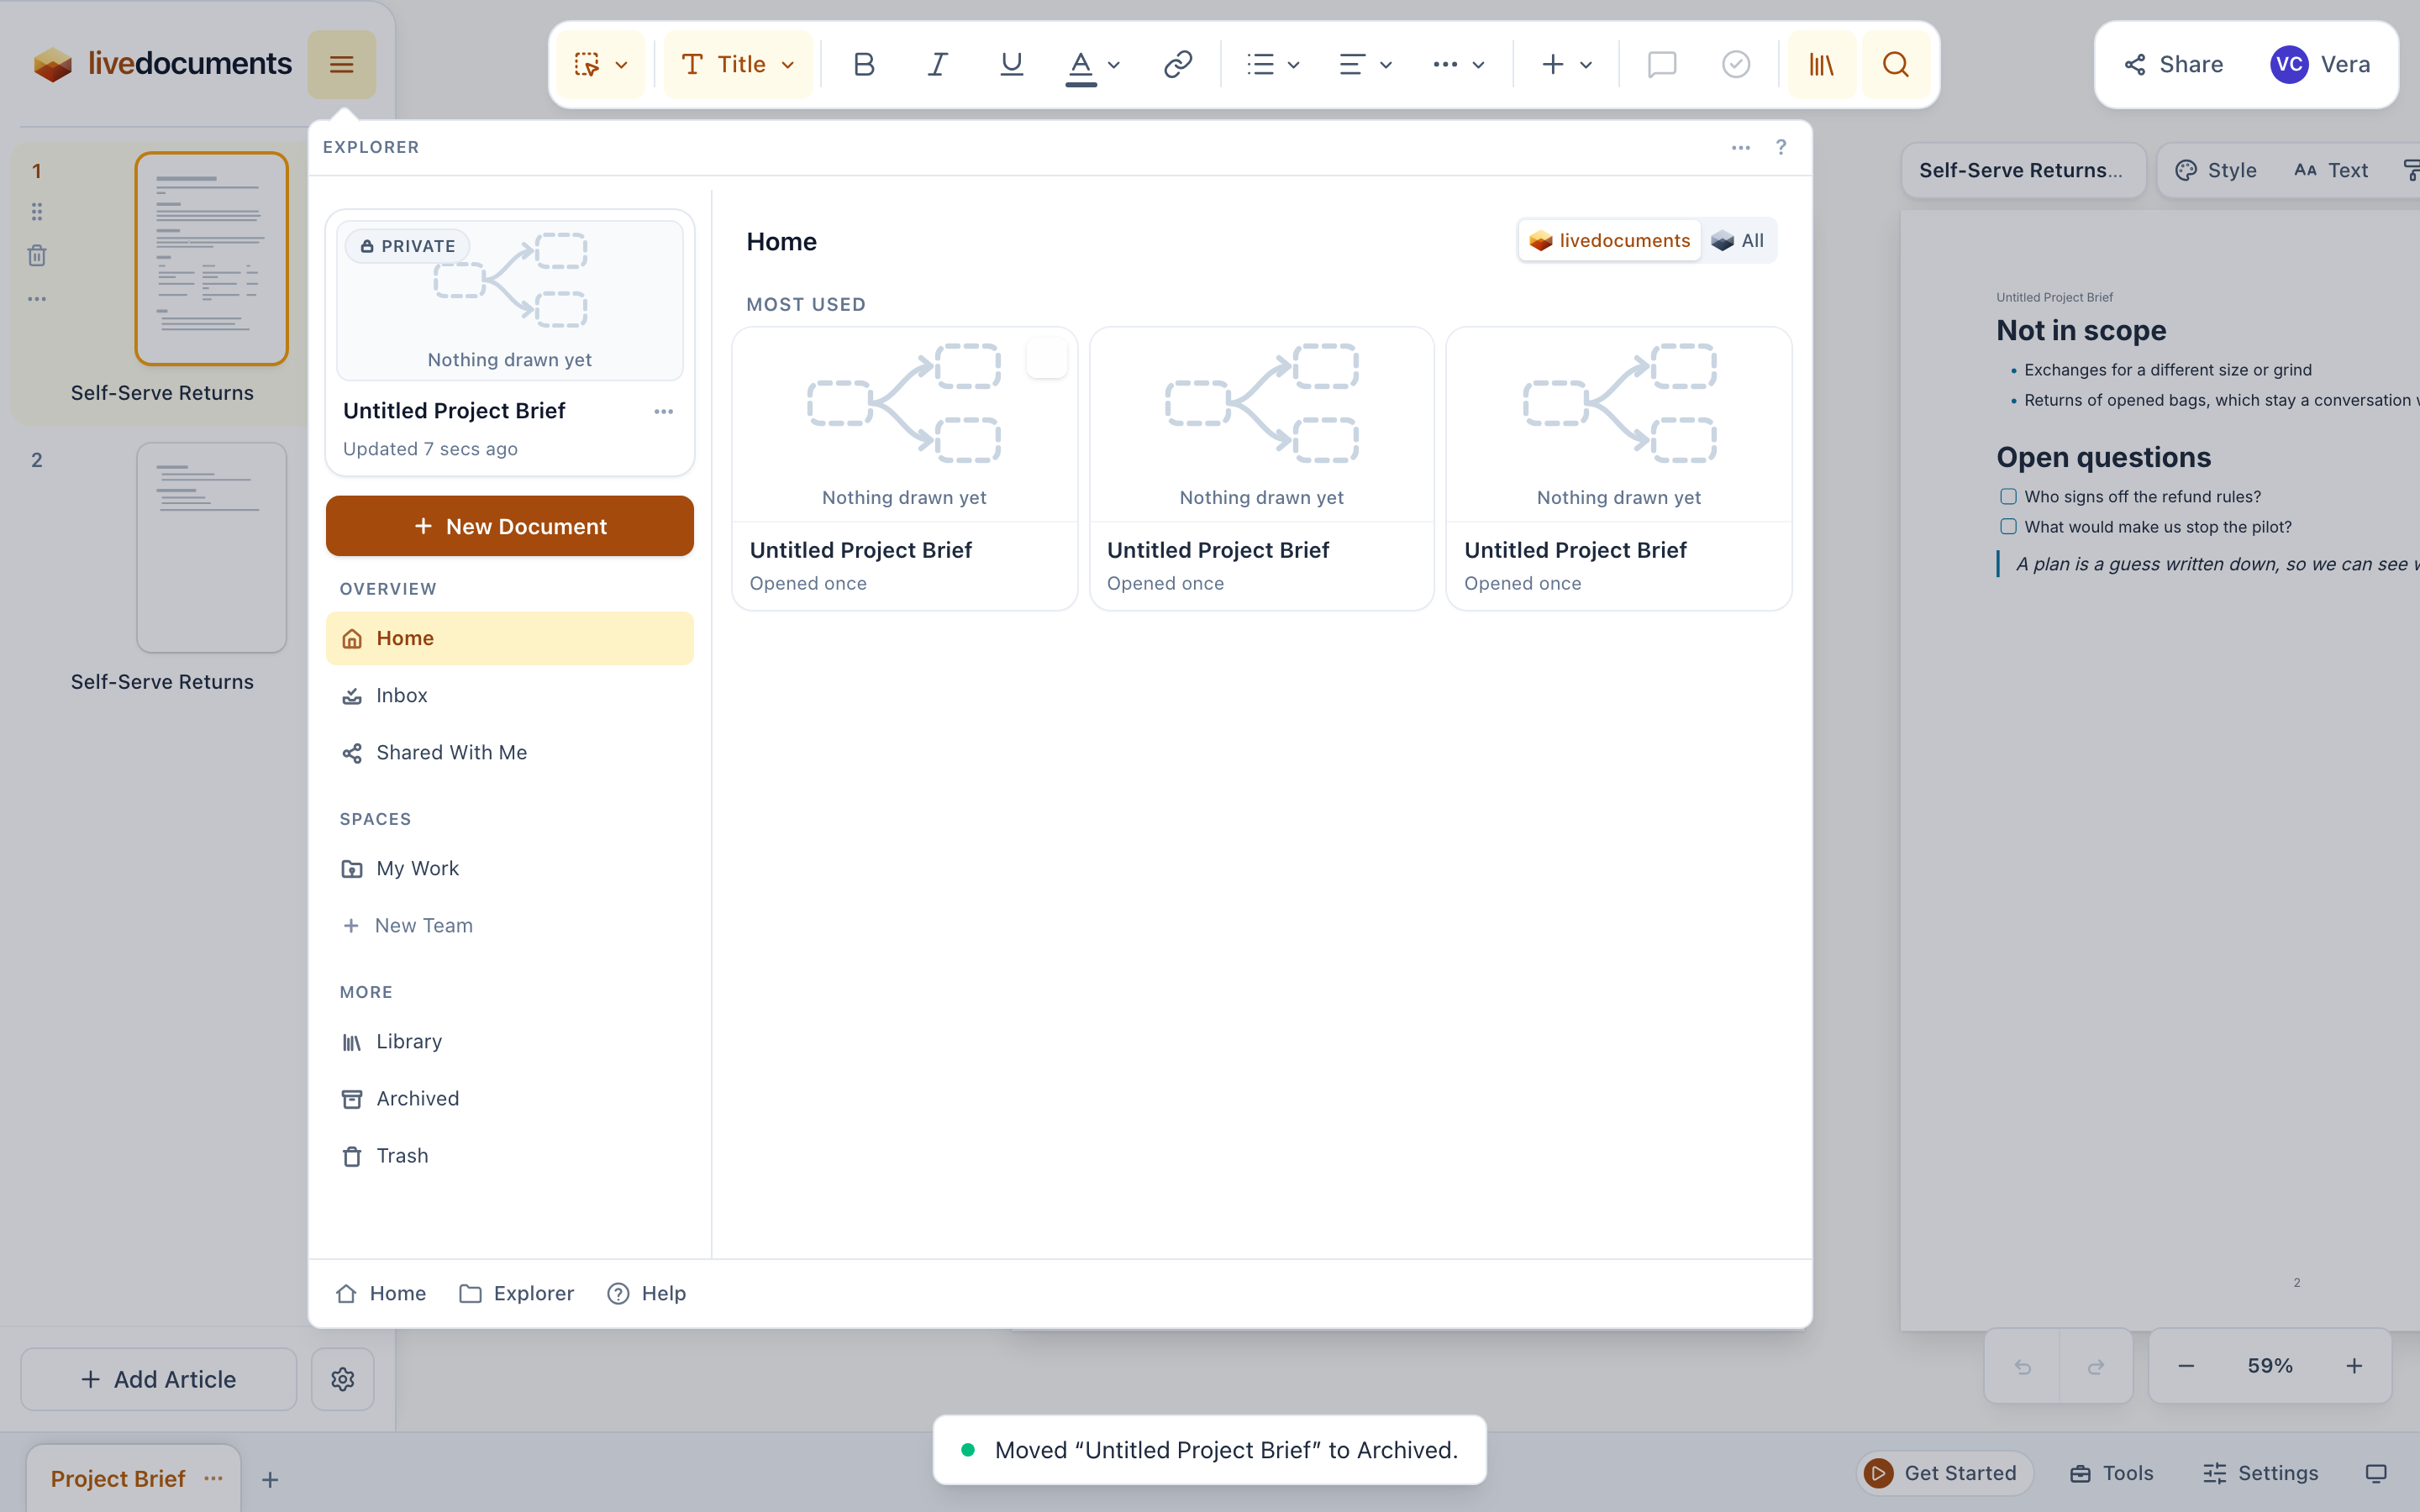 livedocuments
Title
Share
VC
Vera
EXPLORER
?
1
Self-Serve Returns
2
Self-Serve Returns
PRIVATE
Nothing drawn yet
Untitled Project Brief
Updated 7 secs ago
New Document
OVERVIEW
Home
Inbox
Shared With Me
SPACES
My Work
New Team
MORE
Library
Archived
Trash
Home
livedocuments
All
MOST USED
Nothing drawn yet
Untitled Project Brief
Opened once
Nothing drawn yet
Untitled Project Brief
Opened once
Nothing drawn yet
Untitled Project Brief
Opened once
Home
Explorer
Help
Self-Serve Returns...
Style
Text
Untitled Project Brief
Not in scope
Exchanges for a different size or grind
Returns of opened bags, which stay a conversation
Open questions
Who signs off the refund rules?
What would make us stop the pilot?
A plan is a guess written down, so we can see
2
59%
Add Article
Project Brief
Moved “Untitled Project Brief” to Archived.
Get Started
Tools
Settings